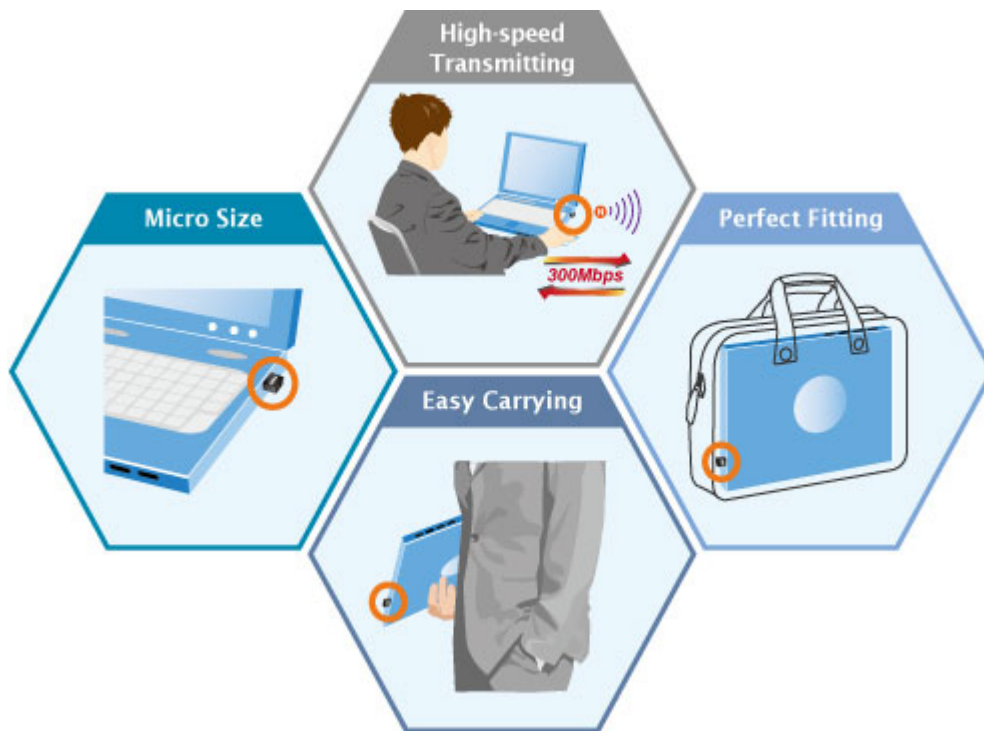 High-speed
Transmitting
N
300Mbps
Micro Size
Perfect Fitting
Easy Carrying